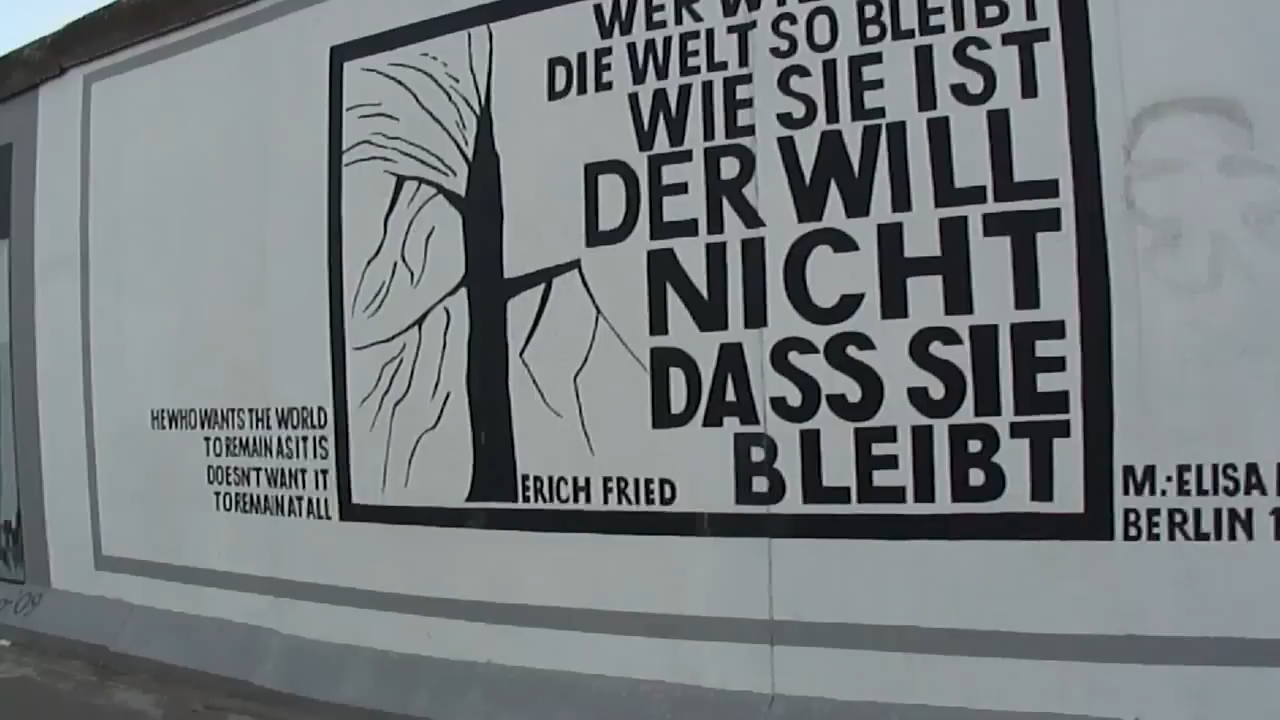 WER
DIE WELT SO BLEIBT
WIE SIE IST
DER WILL
NICHT
DASS SIE
BLEIBT
ERICH FRIED
HE WHO WANTS THE WORLD
TO REMAIN AS IT IS
DOESN'T WANT IT
TO REMAIN AT ALL
M.-ELISA
BERLIN